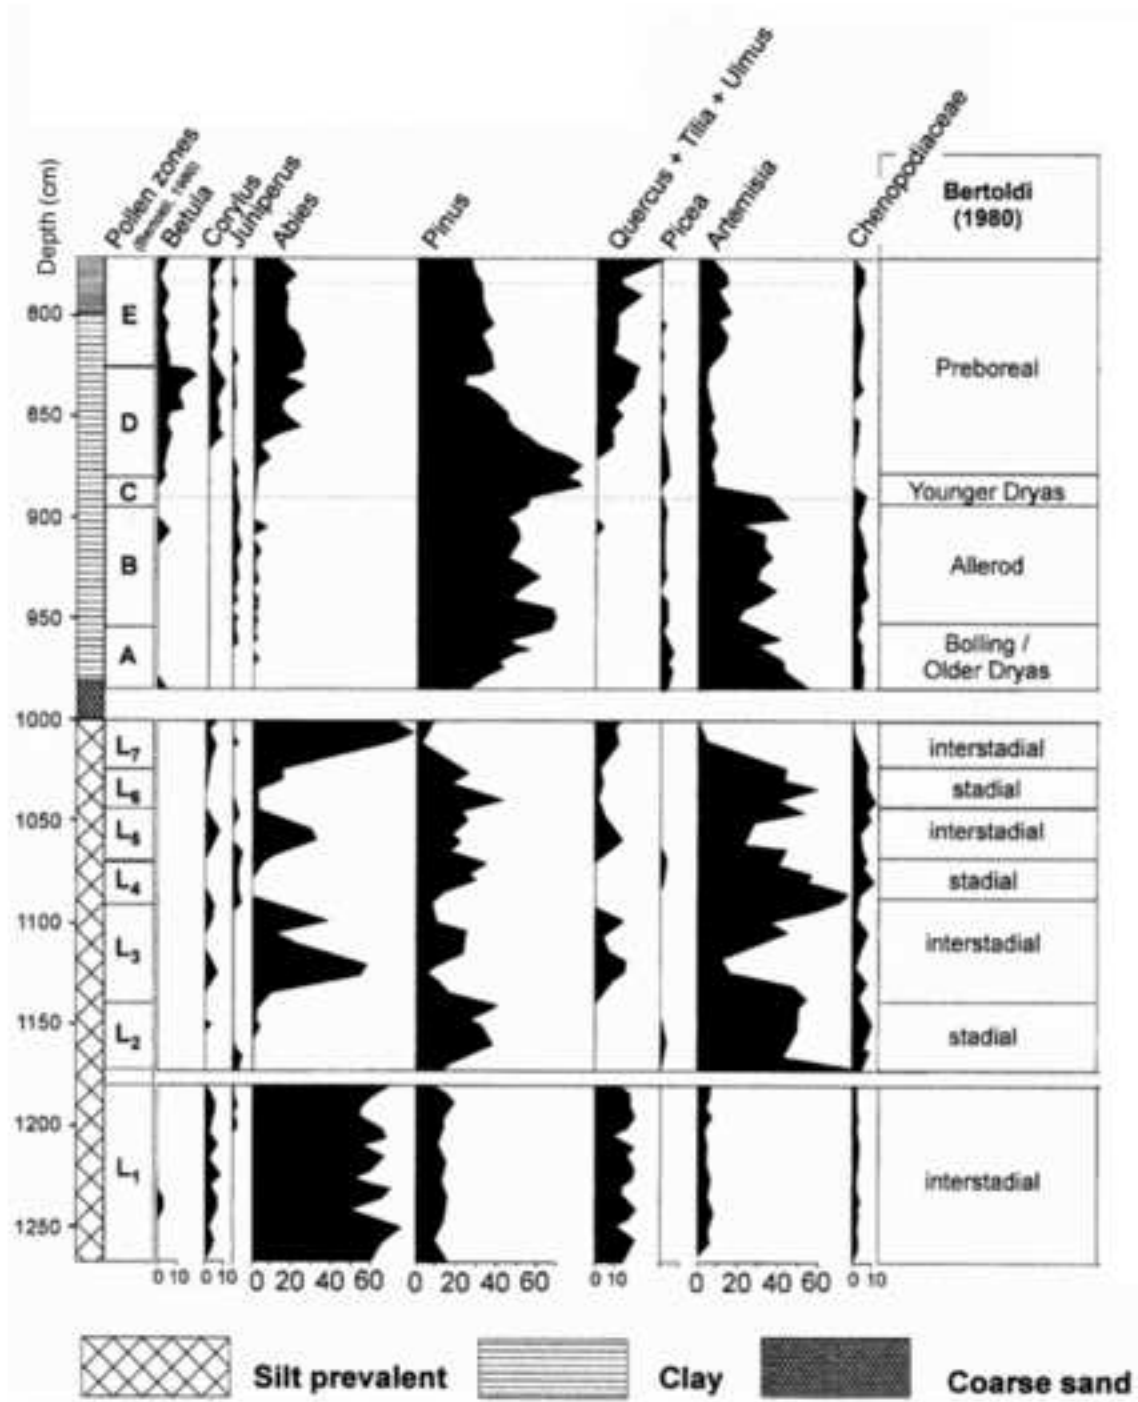 Depth (cm)
Pollen zones
Betula
Corylus
Juniperus
Abies
Pinus
Quercus + Tilia + Ulmus
Picea
Artemisia
Chenopodiaceae
Bertoldi
(1980)
800
850
900
950
1000
1050
1100
1150
1200
1250
E
D
C
B
A
L7
L6
L5
L4
L3
L2
L1
Preboreal
Younger Dryas
Allerod
Bolling /
Older Dryas
interstadial
stadial
interstadial
stadial
interstadial
stadial
interstadial
0 10 0 10 0 20 40 60 0 20 40 60 0 10 0 20 40 60 0 10
Silt prevalent Clay Coarse sand